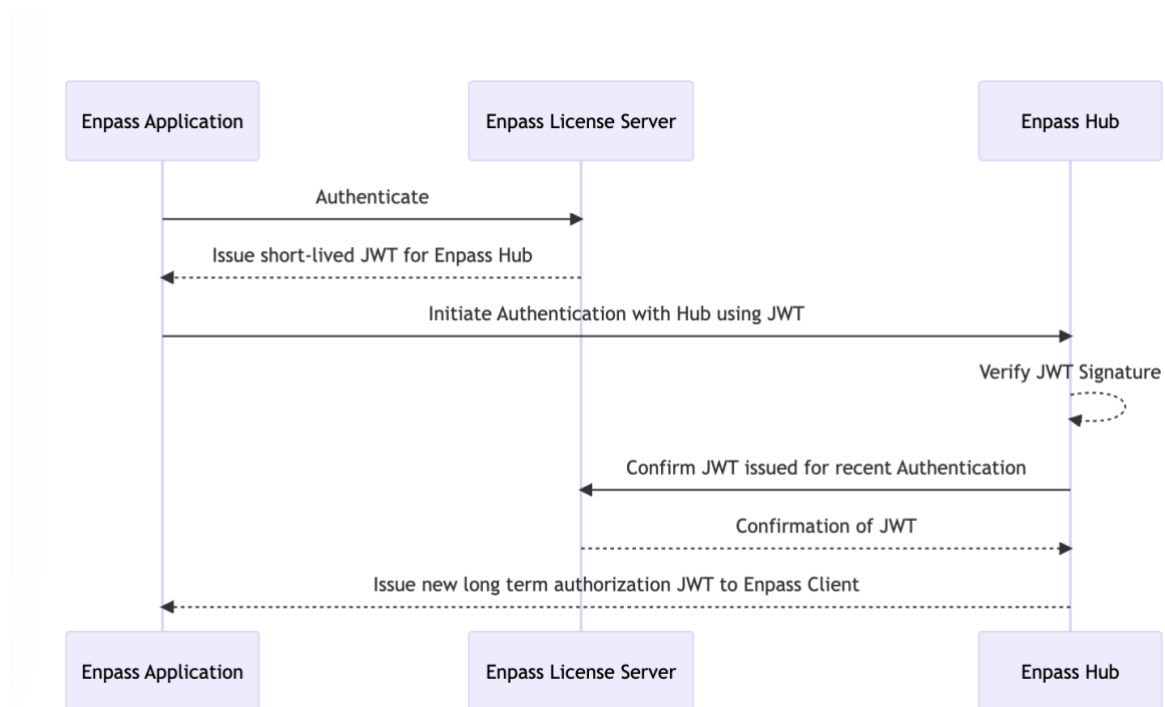 Enpass Application
Enpass License Server
Enpass Hub
Authenticate
Issue short-lived JWT for Enpass Hub
Initiate Authentication with Hub using JWT
Verify JWT Signature
Confirm JWT issued for recent Authentication
Confirmation of JWT
Issue new long term authorization JWT to Enpass Client
Enpass Application
Enpass License Server
Enpass Hub